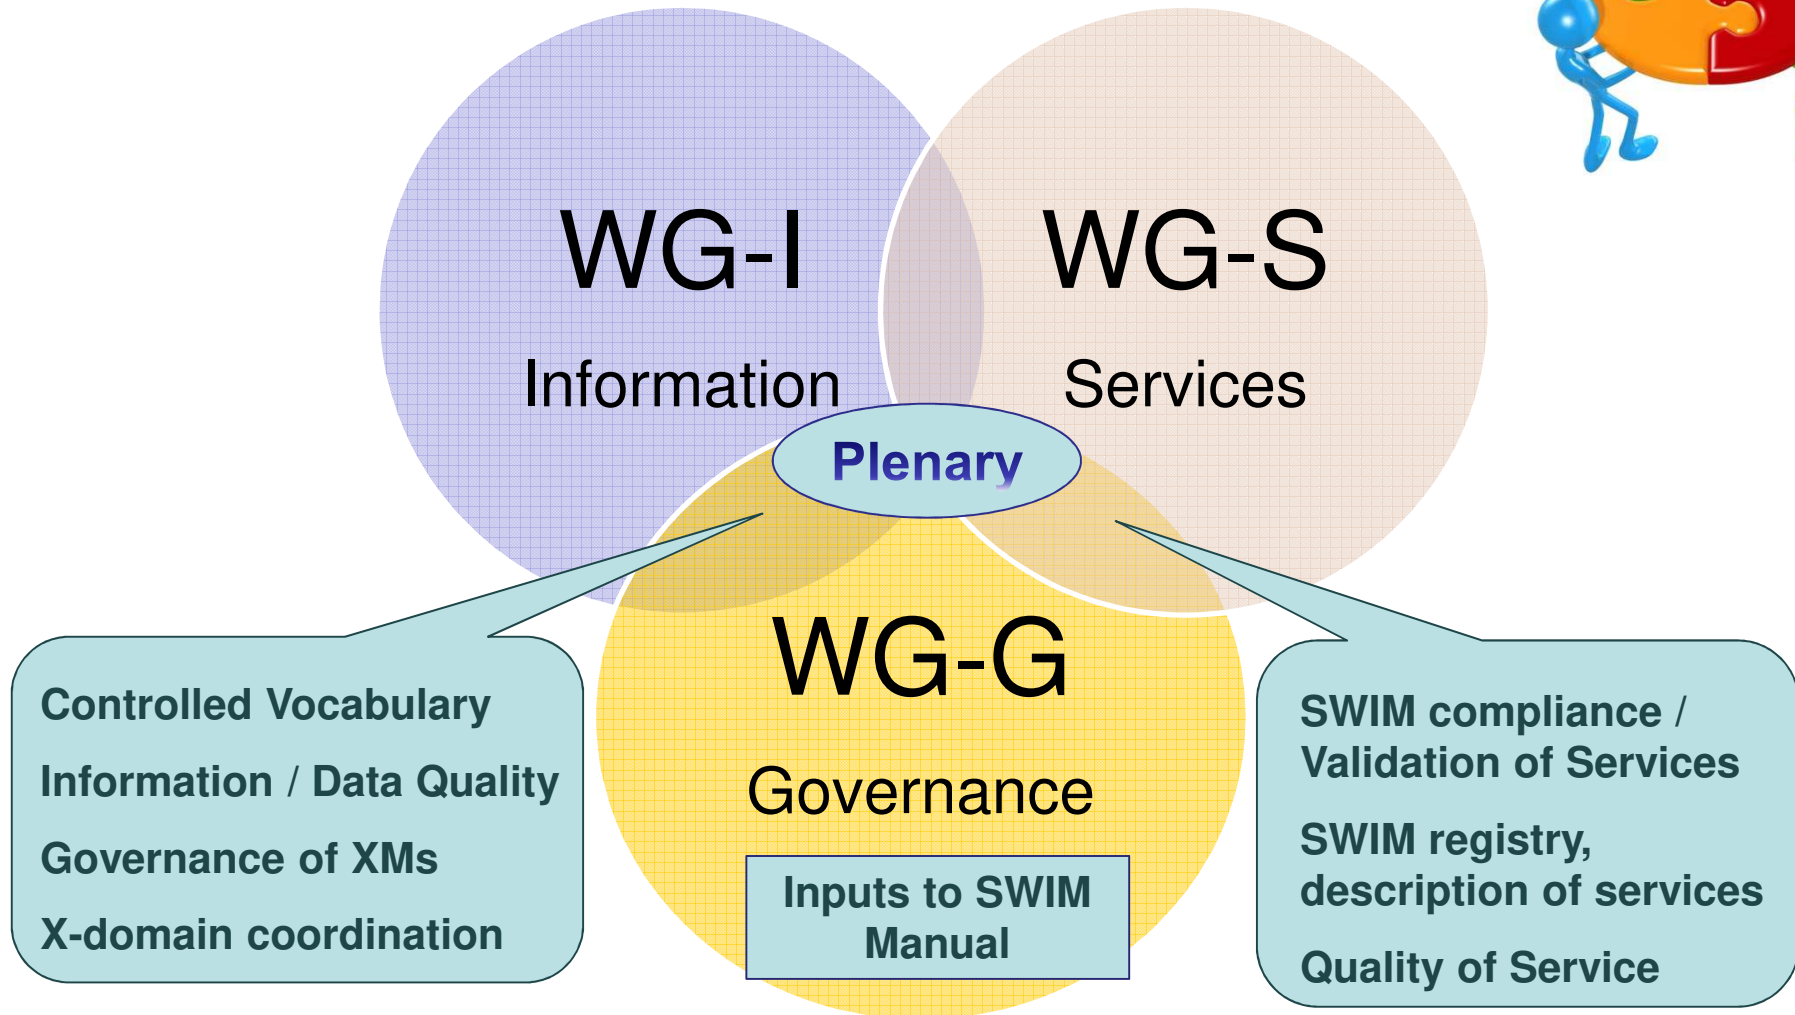 WG-I
Information
WG-S
Services
Plenary
WG-G
Governance
Inputs to SWIM
Manual
Controlled Vocabulary
Information / Data Quality
Governance of XMs
X-domain coordination
SWIM compliance /
Validation of Services
SWIM registry,
description of services
Quality of Service